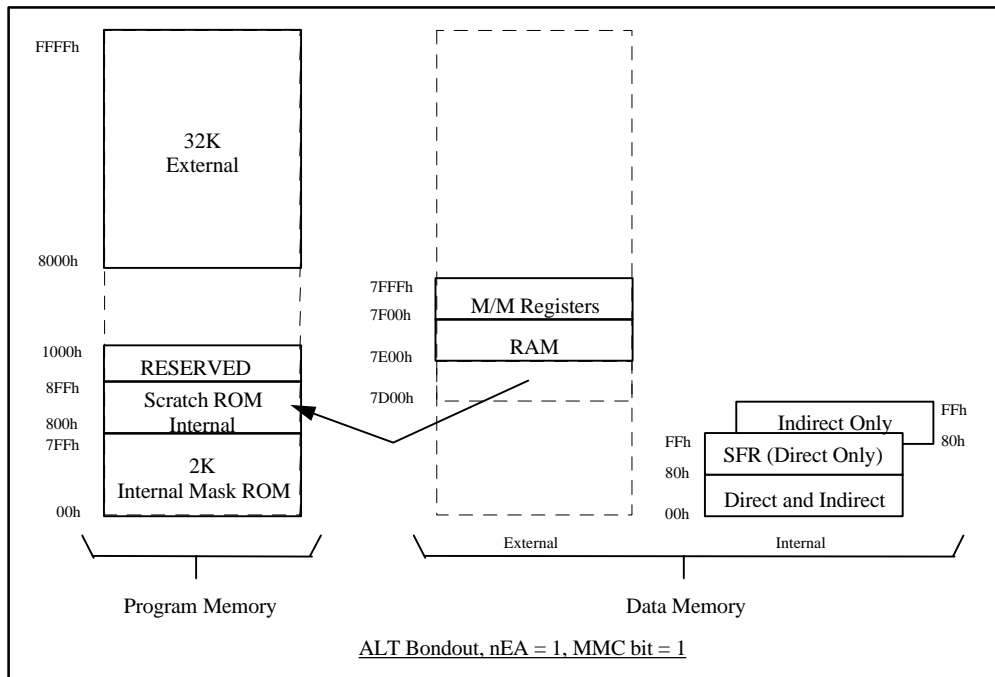 FFFFh
32K
External
8000h
1000h
RESERVED
8FFh
Scratch ROM
Internal
800h
7FFh
2K
Internal Mask ROM
00h
Program Memory
7FFFh
M/M Registers
7F00h
RAM
7E00h
7D00h
External
FFh
Indirect Only
80h
FFh
SFR (Direct Only)
80h
Direct and Indirect
00h
Internal
Data Memory
ALT Bondout, nEA = 1, MMC bit = 1